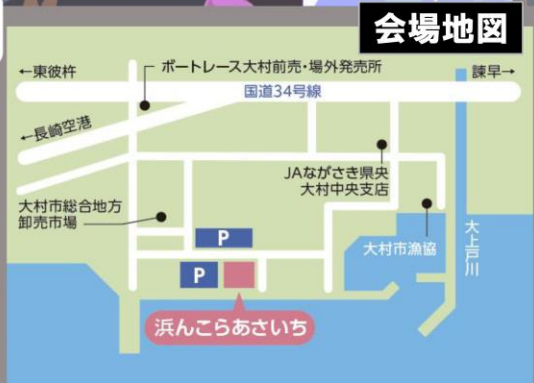 会場地図
←東彼杵
ボートレース大村前売・場外発売所
諫早→
国道34号線
←長崎空港
JAながさき県央
大村中央支店
大村市総合地方
卸売市場
P
大村市漁協
大上戸川
P
浜んこらあさいち